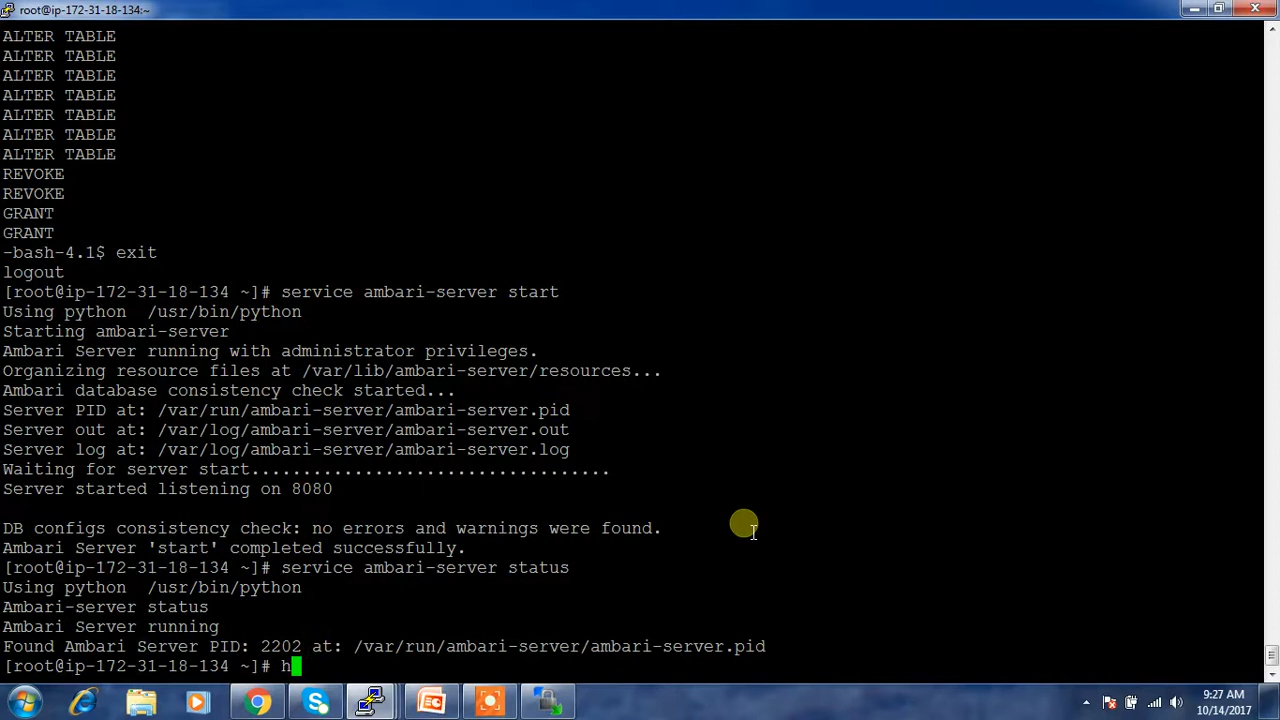 root@ip-172-31-18-134:~
ALTER TABLE
ALTER TABLE
ALTER TABLE
ALTER TABLE
ALTER TABLE
ALTER TABLE
ALTER TABLE
REVOKE
REVOKE
GRANT
GRANT
-bash-4.1$ exit
logout
[root@ip-172-31-18-134 ~]# service ambari-server start
Using python  /usr/bin/python
Starting ambari-server
Ambari Server running with administrator privileges.
Organizing resource files at /var/lib/ambari-server/resources...
Ambari database consistency check started...
Server PID at: /var/run/ambari-server/ambari-server.pid
Server out at: /var/log/ambari-server/ambari-server.out
Server log at: /var/log/ambari-server/ambari-server.log
Waiting for server start...................................
Server started listening on 8080
DB configs consistency check: no errors and warnings were found.
Ambari Server 'start' completed successfully.
[root@ip-172-31-18-134 ~]# service ambari-server status
Using python  /usr/bin/python
Ambari-server status
Ambari Server running
Found Ambari Server PID: 2202 at: /var/run/ambari-server/ambari-server.pid
[root@ip-172-31-18-134 ~]# h
9:27 AM
10/14/2017